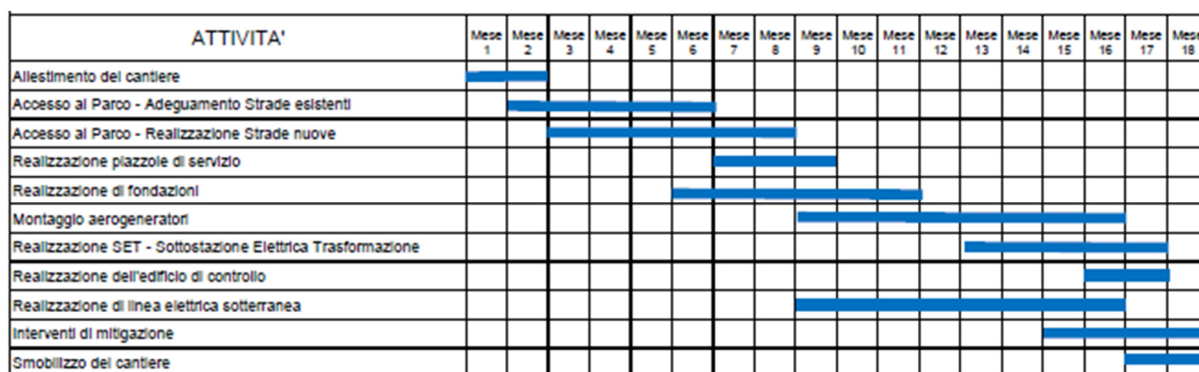 ATTIVITA'
Mese 1 Mese 2 Mese 3 Mese 4 Mese 5 Mese 6 Mese 7 Mese 8 Mese 9 Mese 10 Mese 11 Mese 12 Mese 13 Mese 14 Mese 15 Mese 16 Mese 17 Mese 18
Allestimento del cantiere
Accesso al Parco - Adeguamento Strade esistenti
Accesso al Parco - Realizzazione Strade nuove
Realizzazione piazzole di servizio
Realizzazione di fondazioni
Montaggio aerogeneratori
Realizzazione SET - Sottostazione Elettrica Trasformazione
Realizzazione dell'edificio di controllo
Realizzazione di linea elettrica sotterranea
Interventi di mitigazione
Smobilizzo del cantiere